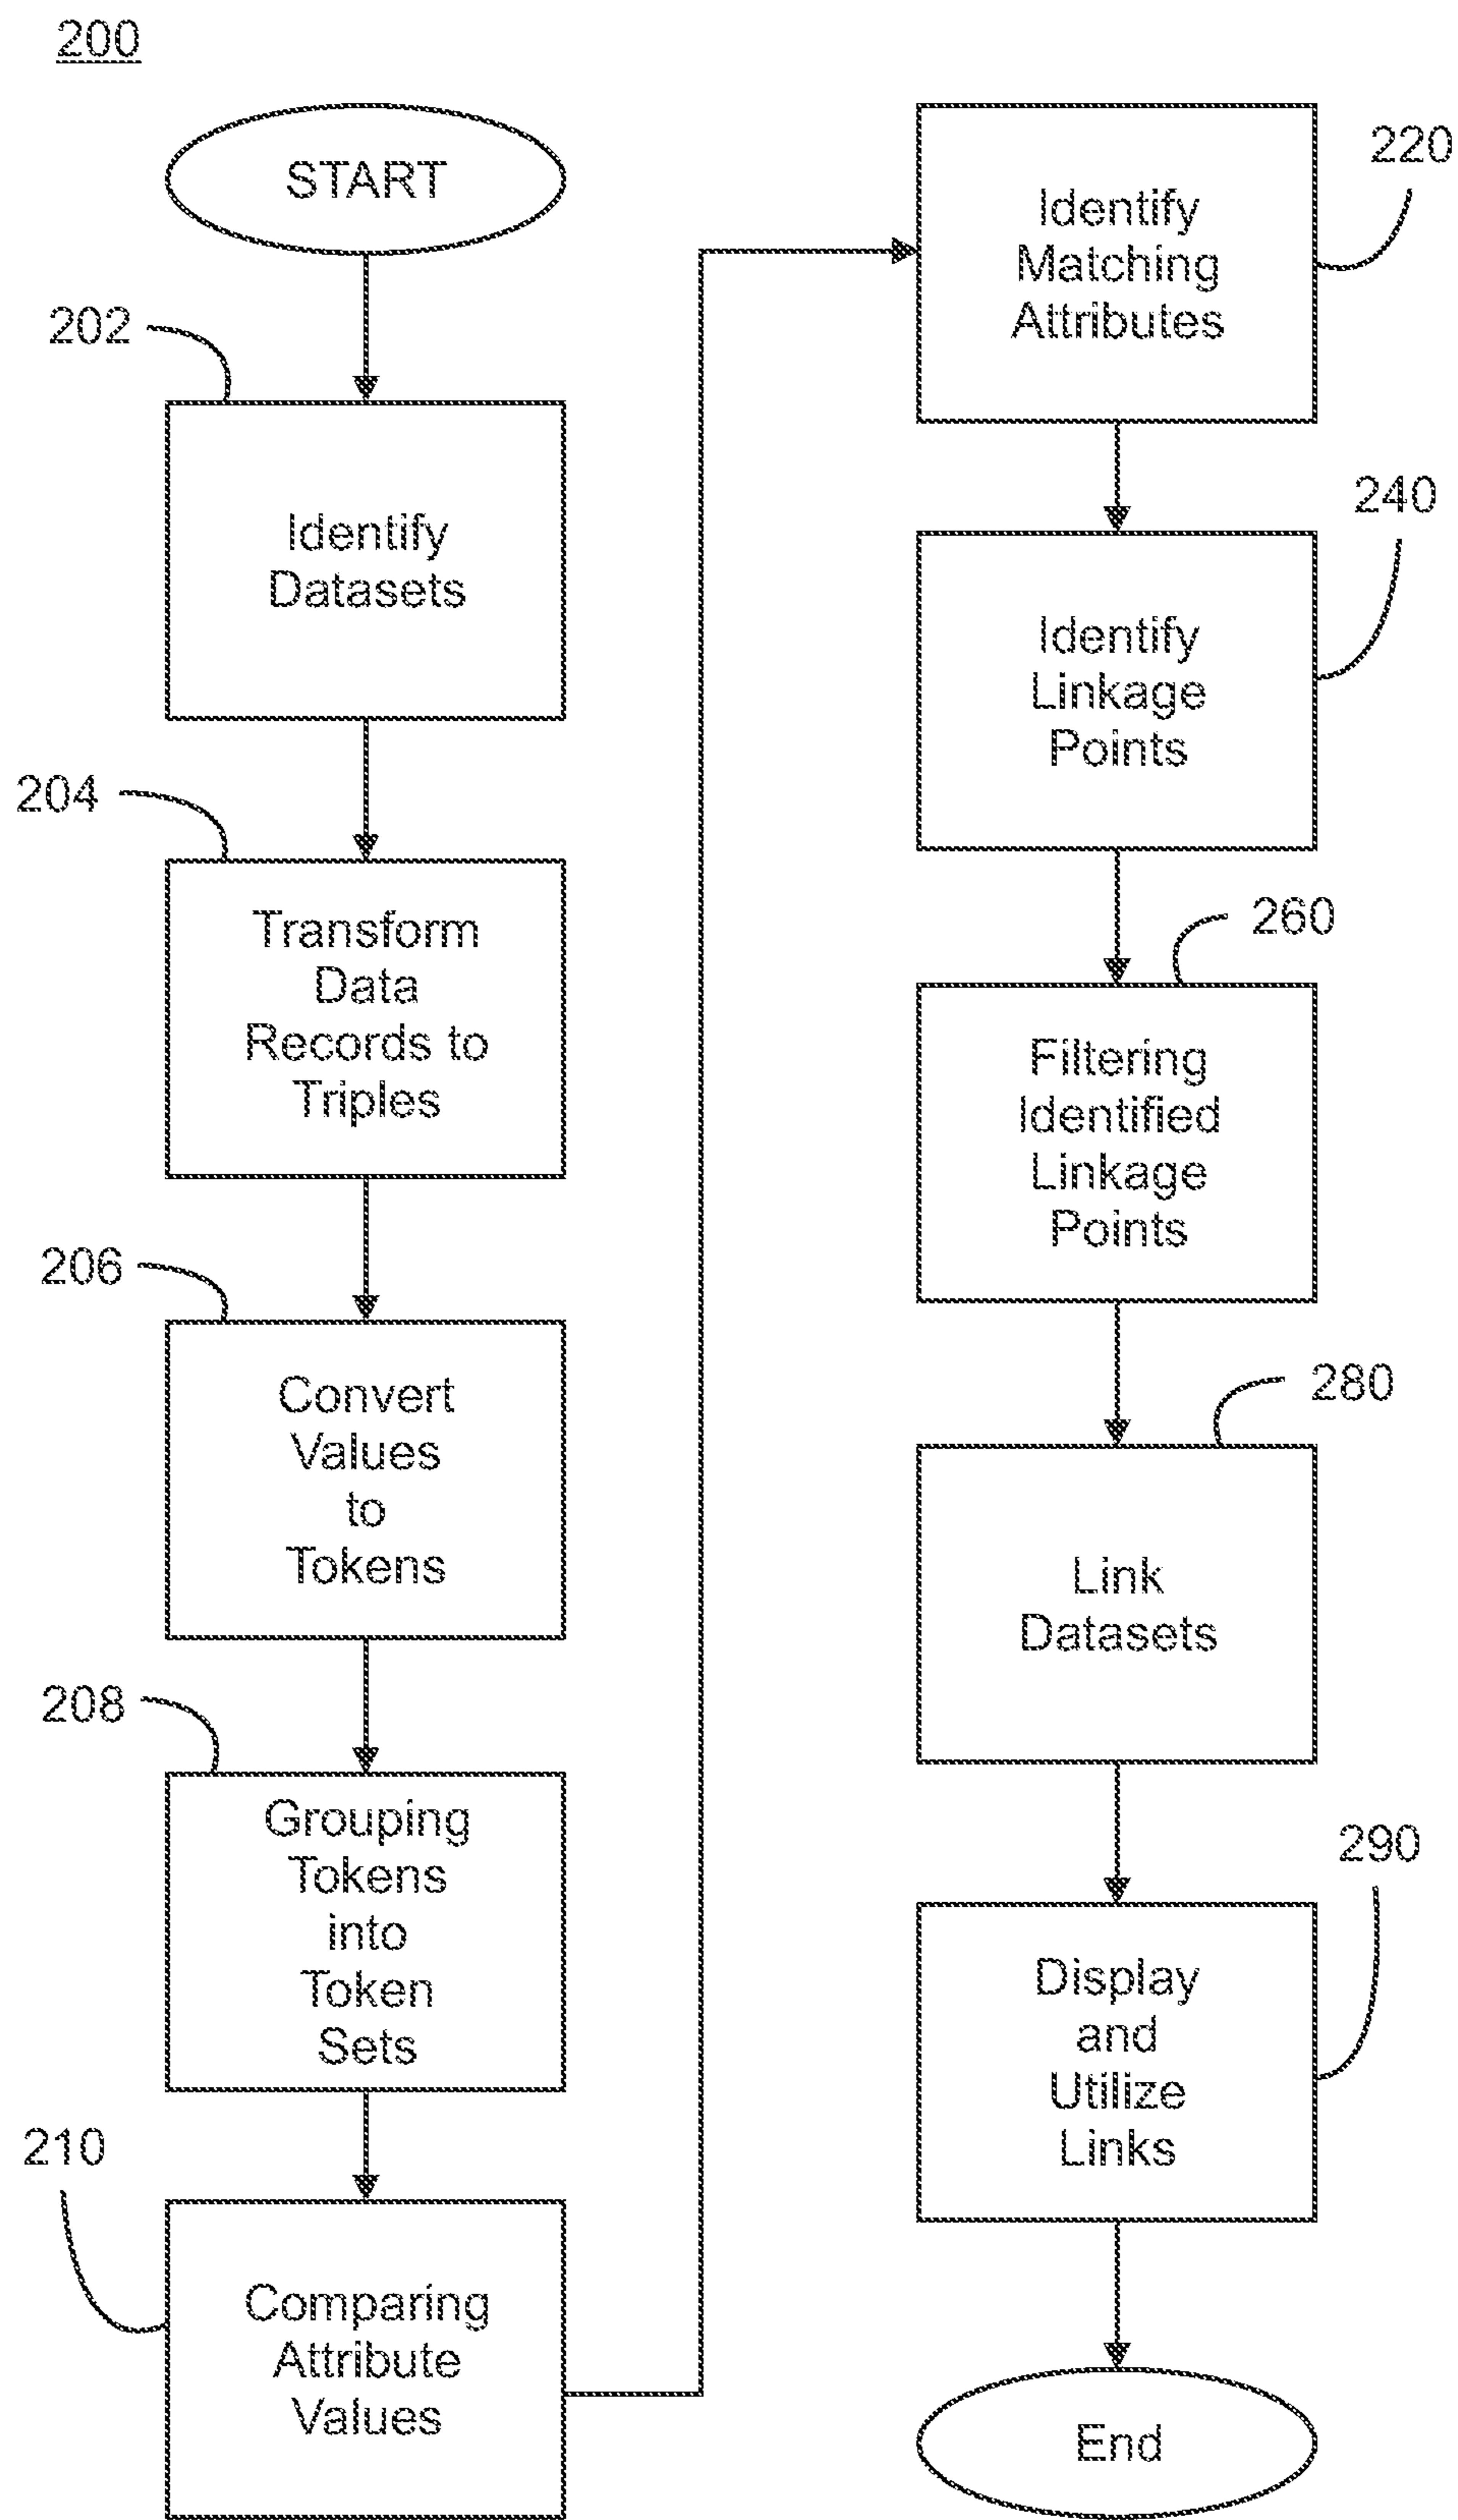 200
START
202
Identify
Datasets
204
Transform
Data
Records to
Triples
206
Convert
Values
to
Tokens
208
Grouping
Tokens
into
Token
Sets
210
Comparing
Attribute
Values
220
Identify
Matching
Attributes
240
Identify
Linkage
Points
260
Filtering
Identified
Linkage
Points
280
Link
Datasets
290
Display
and
Utilize
Links
End